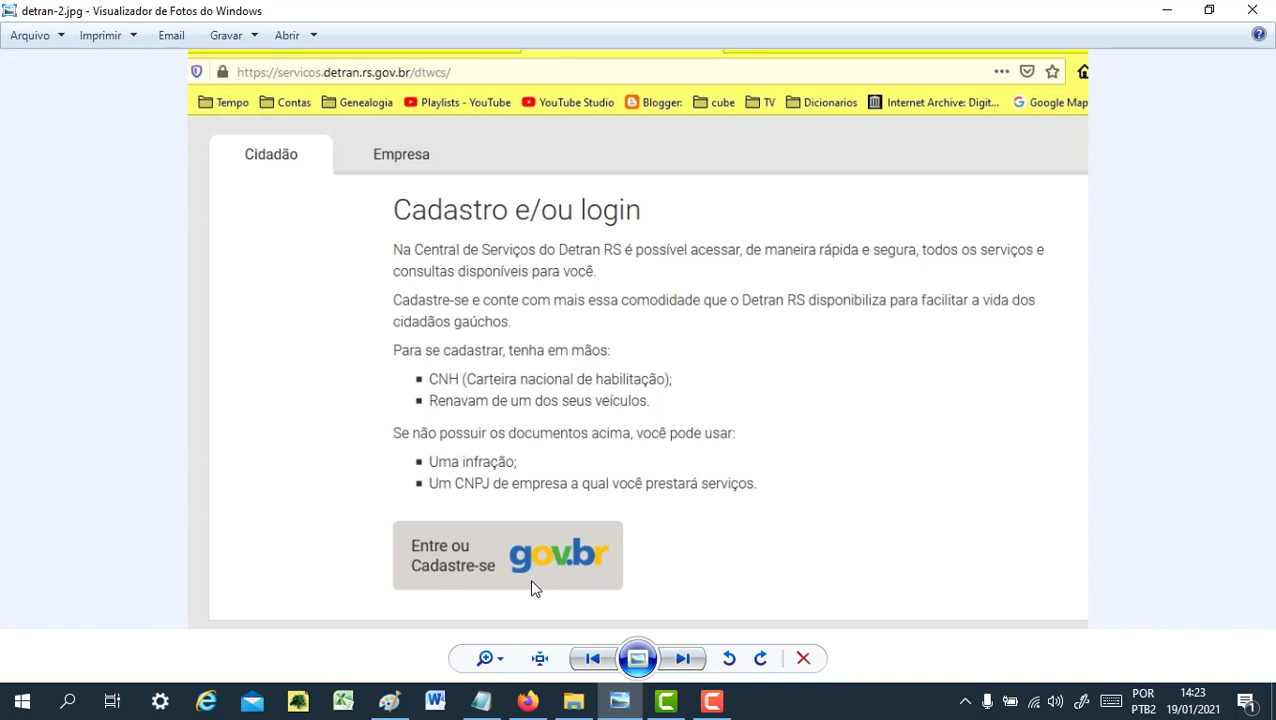 detran-2.jpg - Visualizador de Fotos do Windows
Arquivo Imprimir Email Gravar Abrir
https://servicos.detran.rs.gov.br/dtwcs/
Tempo Contas Genealogia Playlists - YouTube YouTube Studio Blogger: cube TV Dicionarios Internet Archive: Digit... Google Map
Cidadão Empresa
Cadastro e/ou login
Na Central de Serviços do Detran RS é possível acessar, de maneira rápida e segura, todos os serviços e
consultas disponíveis para você.
Cadastre-se e conte com mais essa comodidade que o Detran RS disponibiliza para facilitar a vida dos
cidadãos gaúchos.
Para se cadastrar, tenha em mãos:
CNH (Carteira nacional de habilitação);
Renavam de um dos seus veículos.
Se não possuir os documentos acima, você pode usar:
Uma infração;
Um CNPJ de empresa a qual você prestará serviços.
Entre ou
Cadastre-se
gov.br
POR
PTB2
14:23
19/01/2021
1